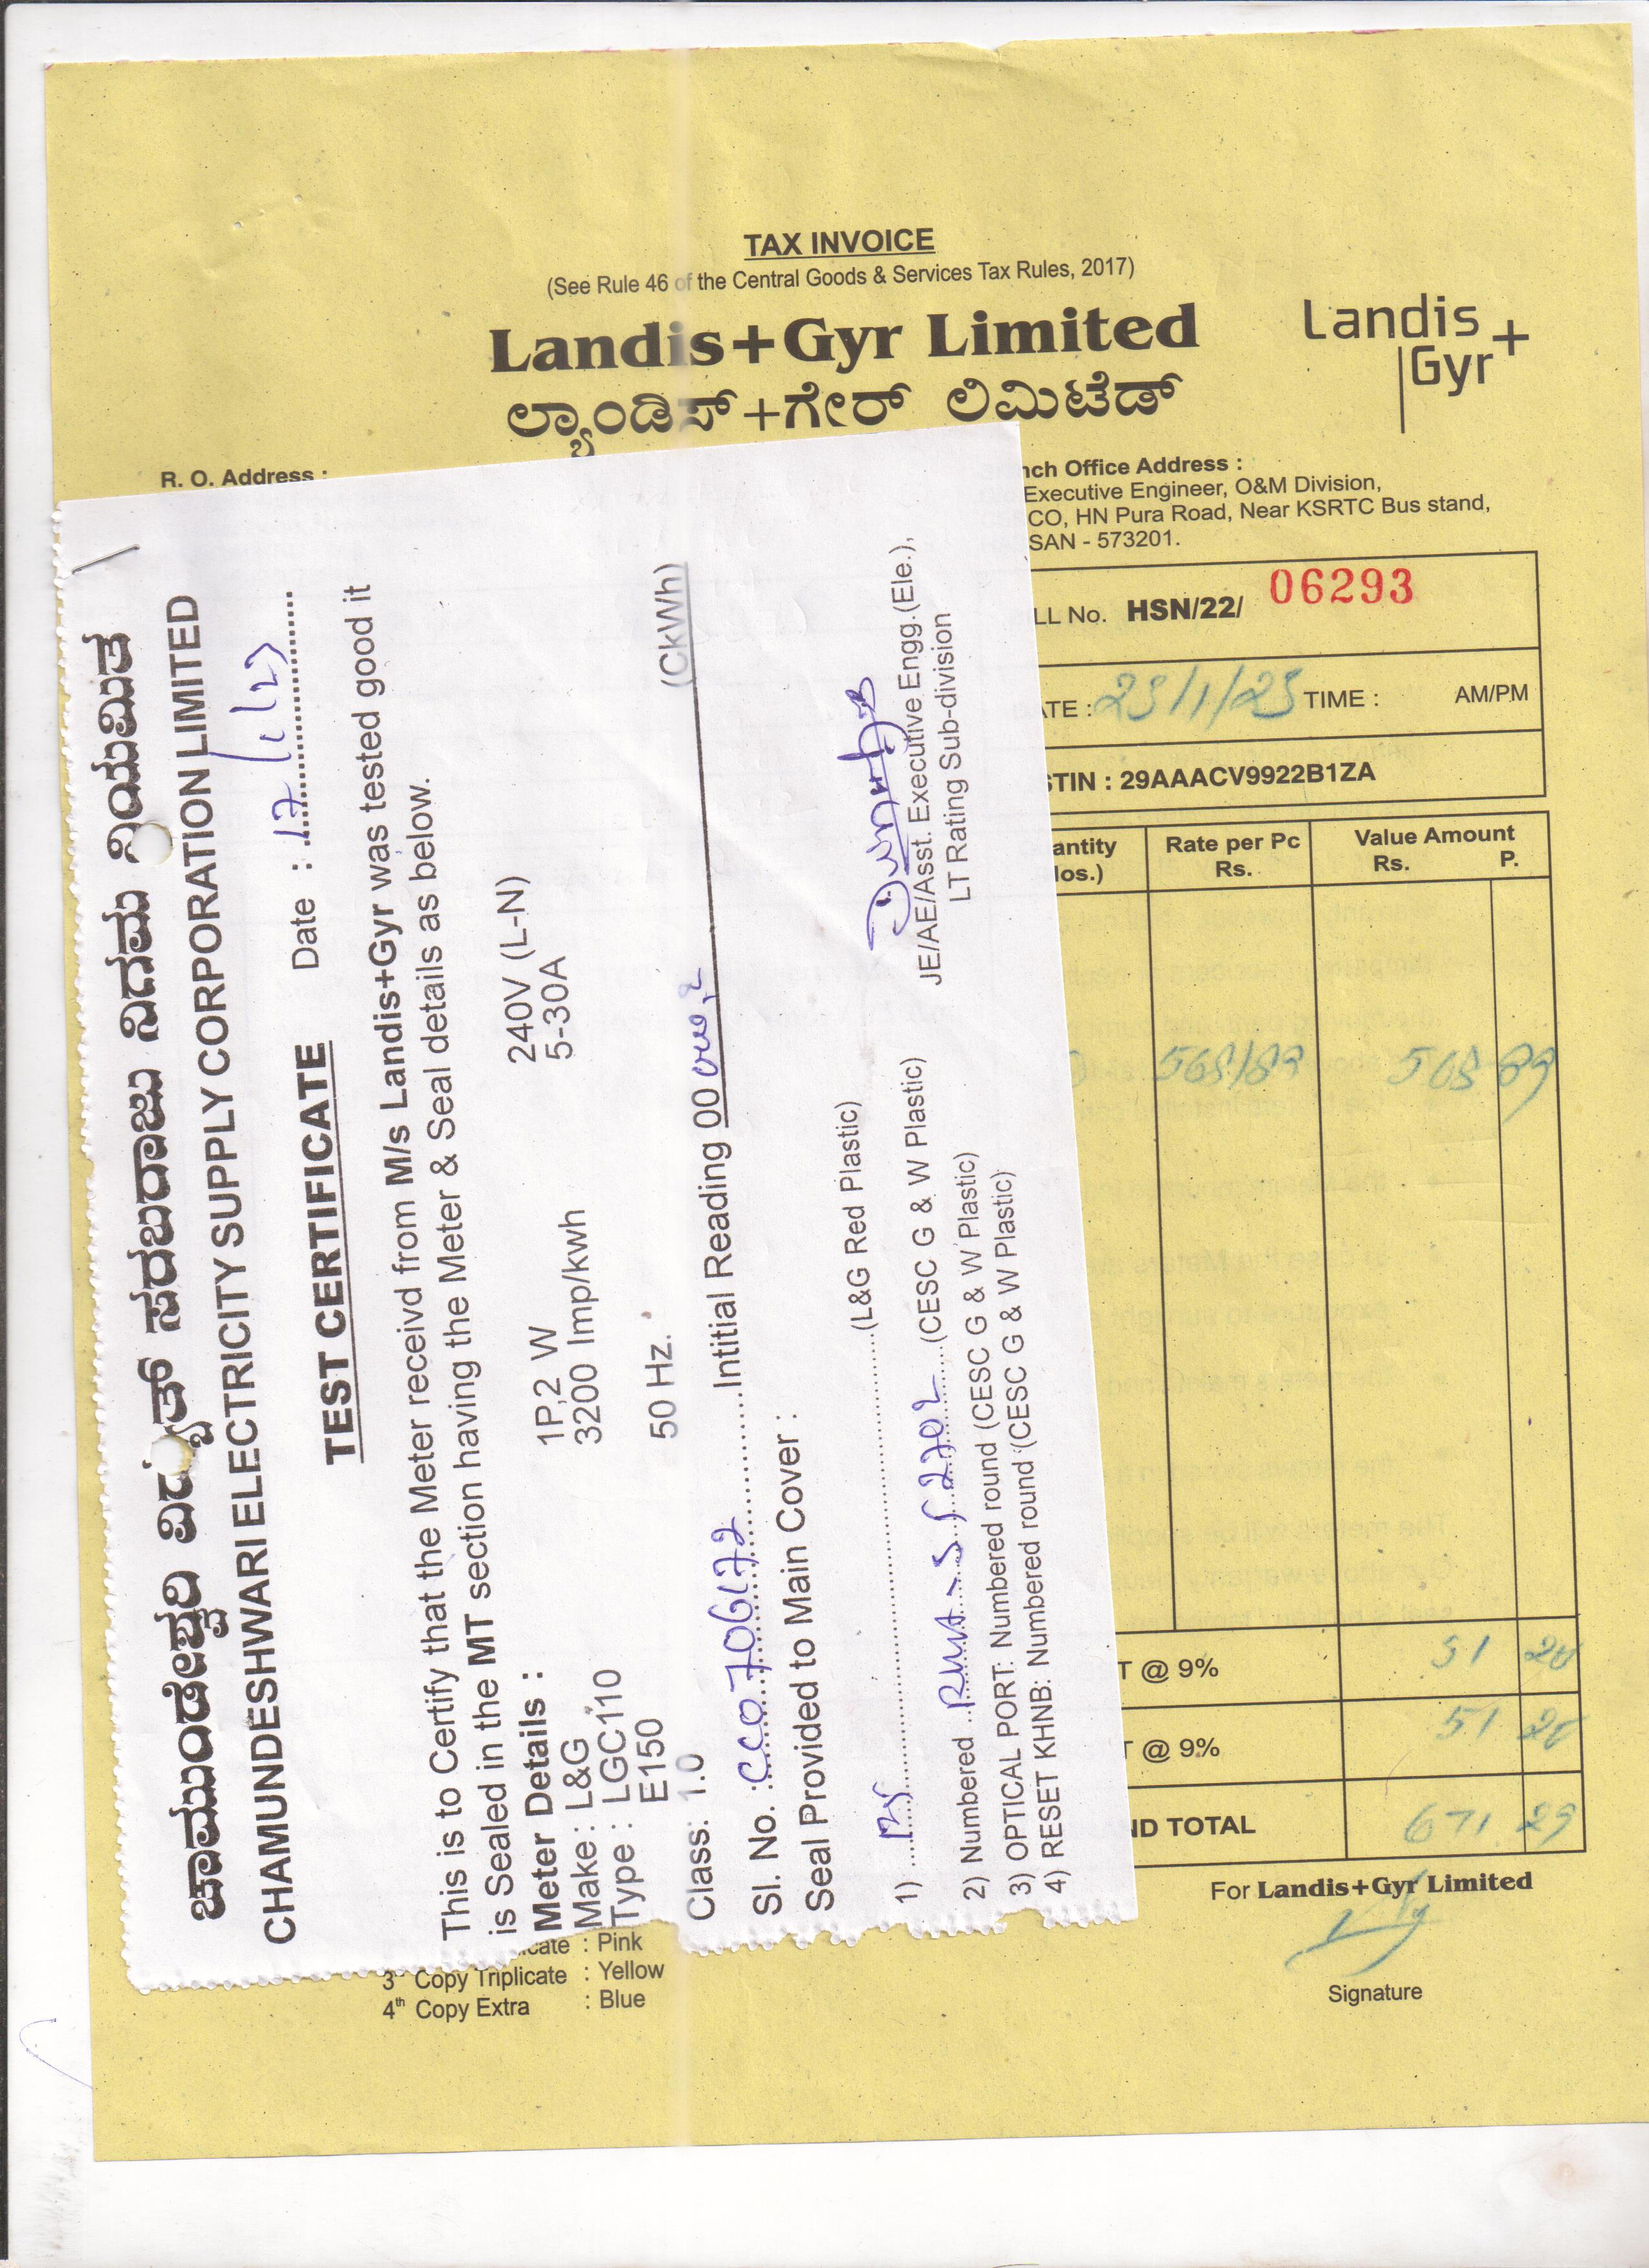 TAX INVOICE
(See Rule 46 of the Central Goods & Services Tax Rules, 2017)
Landis+Gyr Limited
ಲ್ಯಾಂಡಿಸ್+ಗೇರ್ ಲಿಮಿಟೆಡ್
Landis
Gyr+
R. O. Address :
nch Office Address :
Executive Engineer, O&M Division,
CO, HN Pura Road, Near KSRTC Bus stand,
SAN - 573201.
LL No. HSN/22/ 06293
ATE : 23/1/23 TIME : AM/PM
STIN : 29AAACV9922B1ZA
antity
los.)
Rate per Pc
Rs.
Value Amount
Rs. P.
568/89 568 89
T @ 9% 51 20
T @ 9% 51 20
ND TOTAL 671 29
For Landis+Gyr Limited
Signature
icate : Pink
3 Copy Triplicate : Yellow
4th Copy Extra : Blue
ಚಾಮುಂಡೇಶ್ವರಿ ವಿದ್ಯುತ್ ಸರಬರಾಜು ನಿಗಮ ನಿಯಮಿತ
CHAMUNDESHWARI ELECTRICITY SUPPLY CORPORATION LIMITED
TEST CERTIFICATE
Date : 17/1/23
This is to Certify that the Meter receivd from M/s Landis+Gyr was tested good it
is Sealed in the MT section having the Meter & Seal details as below.
Meter Details :
Make : L&G 1P,2 W 240V (L-N)
Type : LGC110 3200 Imp/kwh 5-30A
E150
Class: 1.0 50 Hz. (CkWh)
Sl. No. : CC0706172 Intitial Reading 00
Seal Provided to Main Cover :
1) (L&G Red Plastic)
2) Numbered (CESC G & W Plastic)
3) OPTICAL PORT: Numbered round (CESC G & W Plastic)
4) RESET KHNB: Numbered round (CESC G & W Plastic)
JE/AE/Asst. Executive Engg.(Ele.),
LT Rating Sub-division